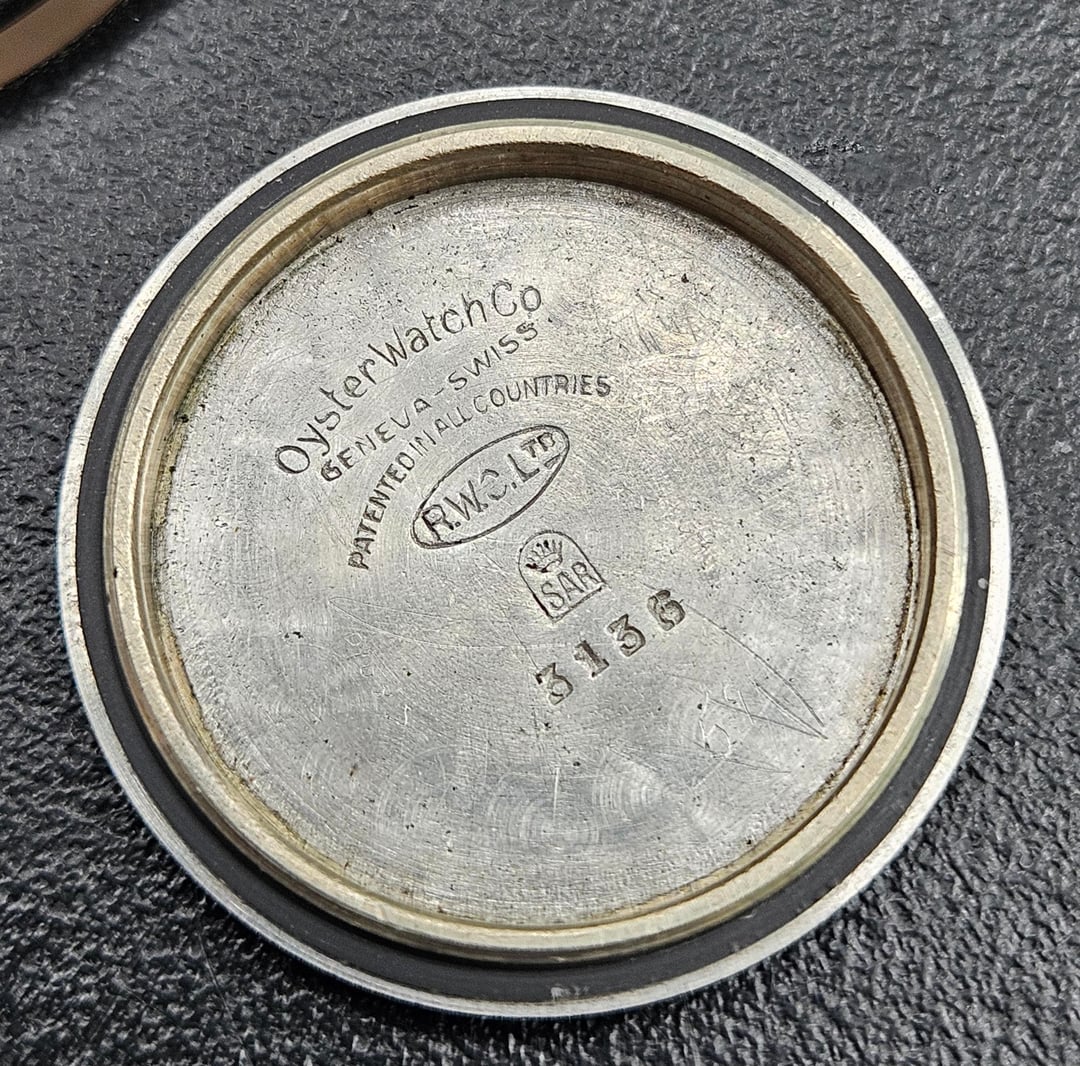 Oyster Watch Co
GENEVA-SWISS
PATENTED IN ALL COUNTRIES
R.W.C. LTD
SAR
3136